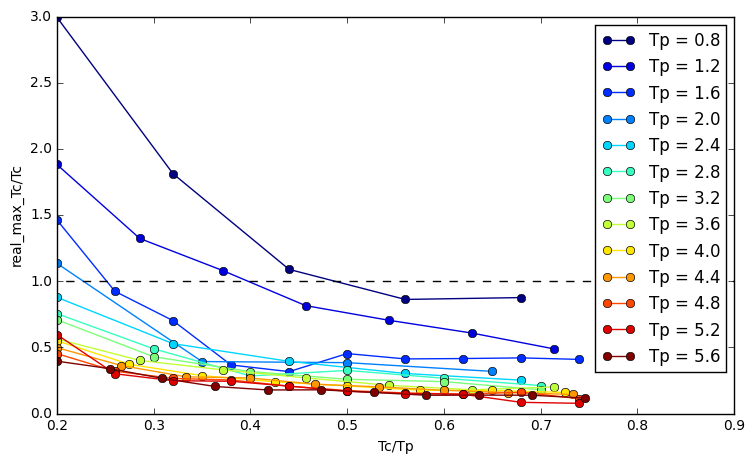 3.0
2.5
2.0
1.5
1.0
0.5
0.0
real_max_Tc/Tc
0.2 0.3 0.4 0.5 0.6 0.7 0.8 0.9
Tc/Tp
Tp = 0.8
Tp = 1.2
Tp = 1.6
Tp = 2.0
Tp = 2.4
Tp = 2.8
Tp = 3.2
Tp = 3.6
Tp = 4.0
Tp = 4.4
Tp = 4.8
Tp = 5.2
Tp = 5.6